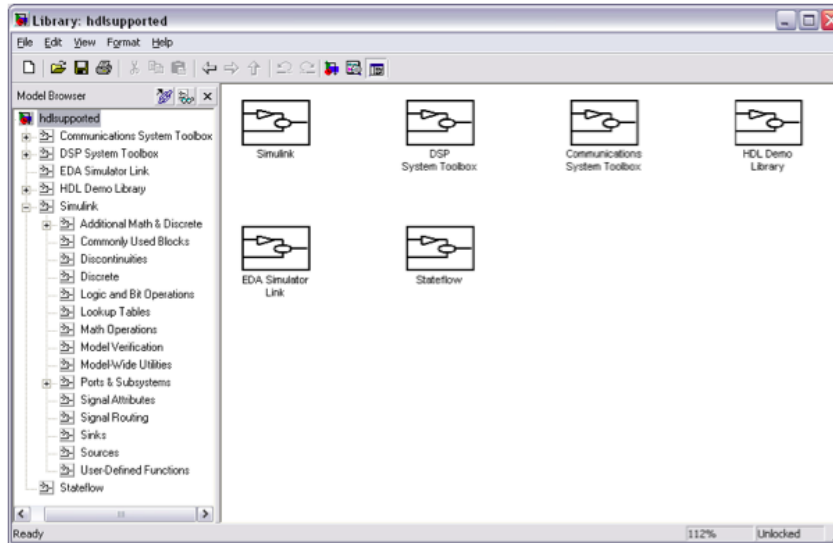 Library: hdlsupported
File Edit View Format Help
Model Browser
hdlsupported
Communications System Toolbox
DSP System Toolbox
EDA Simulator Link
HDL Demo Library
Simulink
Additional Math & Discrete
Commonly Used Blocks
Discontinuities
Discrete
Logic and Bit Operations
Lookup Tables
Math Operations
Model Verification
Model-Wide Utilities
Ports & Subsystems
Signal Attributes
Signal Routing
Sinks
Sources
User-Defined Functions
Stateflow
Simulink
DSP
System Toolbox
Communications
System Toolbox
HDL Demo
Library
EDA Simulator
Link
Stateflow
Ready
112%
Unlocked